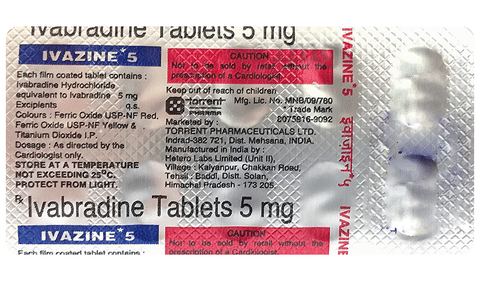 Ivabradine Tablets 5 mg
IVAZINE* 5
Each film coated tablet contains :
Ivabradine Hydrochloride
equivalent to Ivabradine 5 mg
Excipients q.s.
Colours : Ferric Oxide USP-NF Red,
Ferric Oxide USP-NF Yellow &
Titanium Dioxide I.P.
Dosage : As directed by the
Cardiologist only.
STORE AT A TEMPERATURE
NOT EXCEEDING 25°C.
PROTECT FROM LIGHT.
CAUTION
Not to be sold by retail without the
prescription of a Cardiologist.
Keep out of reach of children
torrent
PHARMA
Mfg. Lic. No. MNB/09/780
Trade Mark
Marketed by :
2075916-9092
TORRENT PHARMACEUTICALS LTD.
Indrad-382 721, Dist. Mehsana, INDIA.
Manufactured in India by :
Hetero Labs Limited (Unit II),
Village : Kalyanpur, Chakkan Road,
Tehsil : Baddi, Dist. Solan,
Himachal Pradesh - 173 205.
IVAZINE* 5
IVAZINE
Rx Ivabradine Tablets 5 mg
IVAZINE* 5
Each film coated tablet contains :
CAUTION
Not to be sold by retail without the
prescription of a Cardiologist.